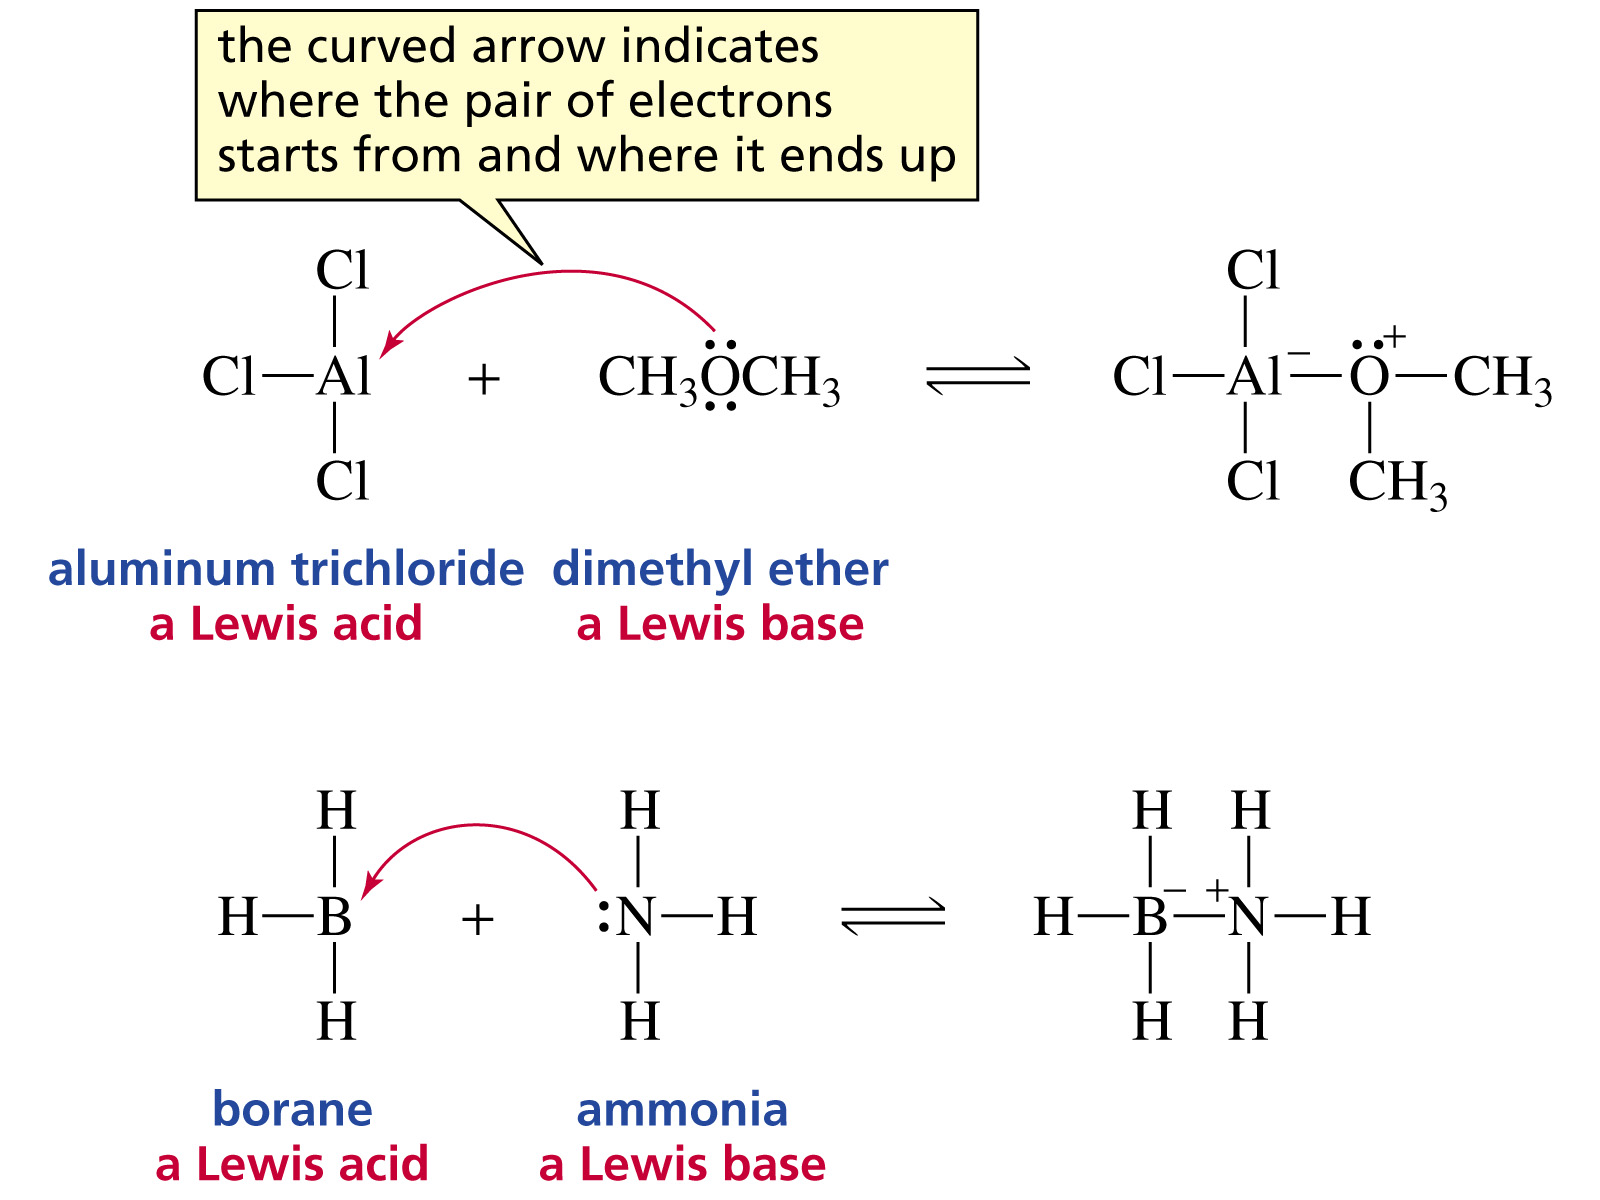 the curved arrow indicates
where the pair of electrons
starts from and where it ends up
Cl Cl
Cl—Al + CH₃ÖCH₃ ⇌ Cl—Al⁻—O⁺—CH₃
Cl Cl CH₃
aluminum trichloride dimethyl ether
a Lewis acid a Lewis base
H H H H
H—B + :N—H ⇌ H—B⁻—⁺N—H
H H H H
borane ammonia
a Lewis acid a Lewis base